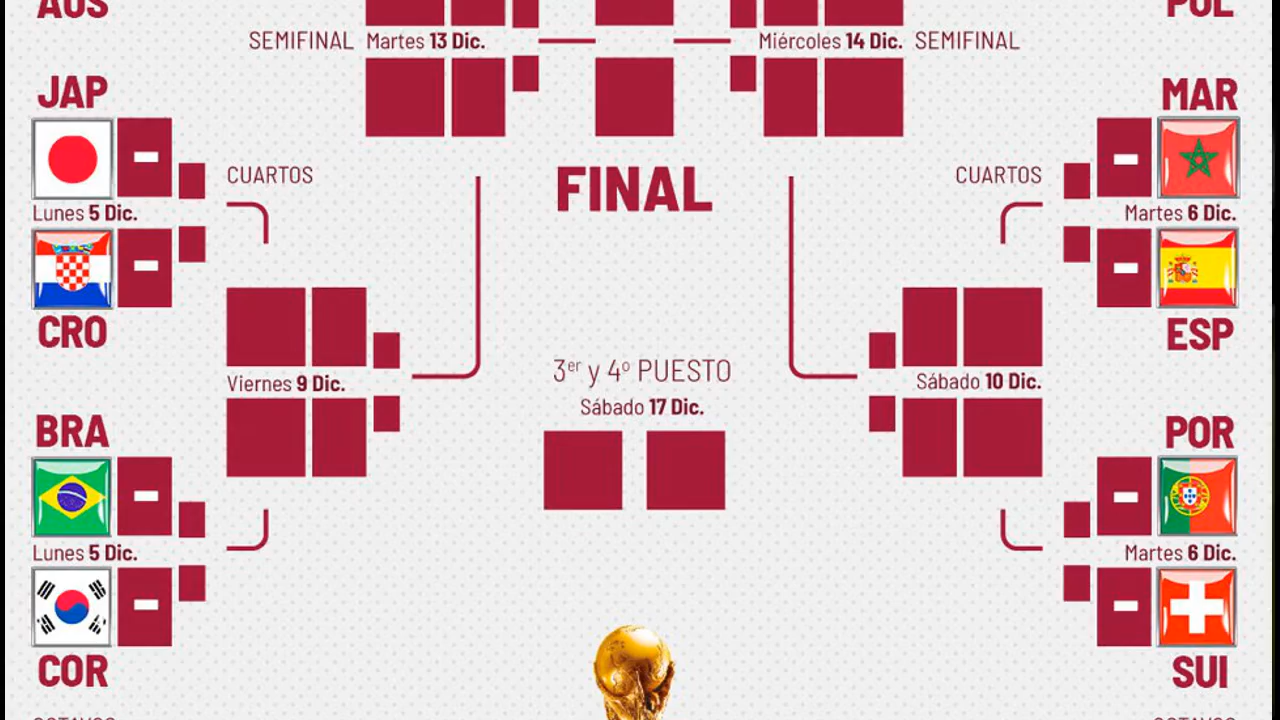 AUS
POL
SEMIFINAL Martes 13 Dic.
Miércoles 14 Dic. SEMIFINAL
JAP
MAR
CUARTOS
CUARTOS
FINAL
Lunes 5 Dic.
Martes 6 Dic.
CRO
ESP
3er y 4º PUESTO
Viernes 9 Dic.
Sábado 10 Dic.
Sábado 17 Dic.
BRA
POR
Lunes 5 Dic.
Martes 6 Dic.
COR
SUI
OCTAVOS
OCTAVOS